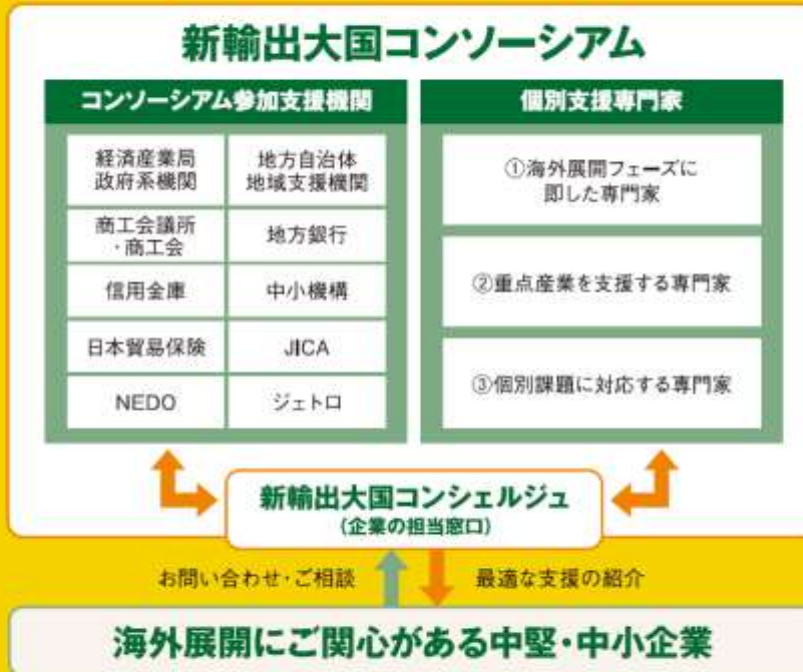 新輸出大国コンソーシアム
コンソーシアム参加支援機関
経済産業局
政府系機関
地方自治体
地域支援機関
商工会議所
・商工会
地方銀行
信用金庫
中小機構
日本貿易保険
JICA
NEDO
ジェトロ
個別支援専門家
①海外展開フェーズに
即した専門家
②重点産業を支援する専門家
③個別課題に対応する専門家
新輸出大国コンシェルジュ
(企業の担当窓口)
お問い合わせ・ご相談
最適な支援の紹介
海外展開にご関心がある中堅・中小企業